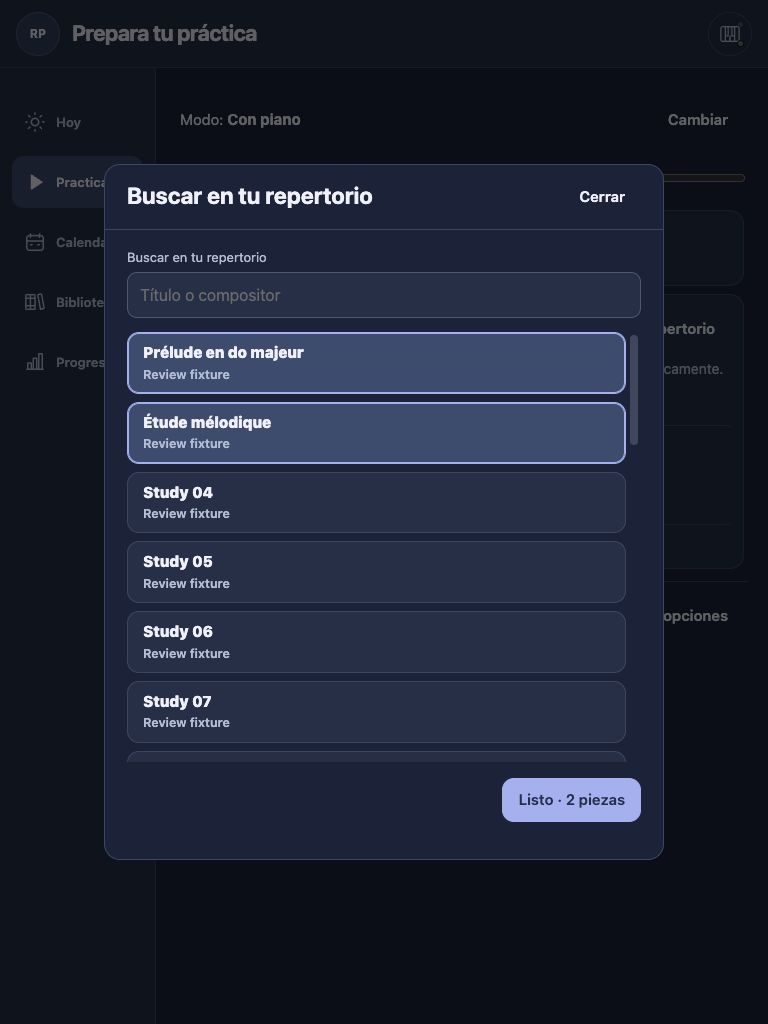 RP
Prepara tu práctica
Hoy
Modo: Con piano
Cambiar
Practica
Calenda
Bibliote
Progres
Buscar en tu repertorio
Cerrar
Buscar en tu repertorio
Título o compositor
Prélude en do majeur
Review fixture
Étude mélodique
Review fixture
Study 04
Review fixture
Study 05
Review fixture
Study 06
Review fixture
Study 07
Review fixture
Listo · 2 piezas
pertorio
camente.
opciones